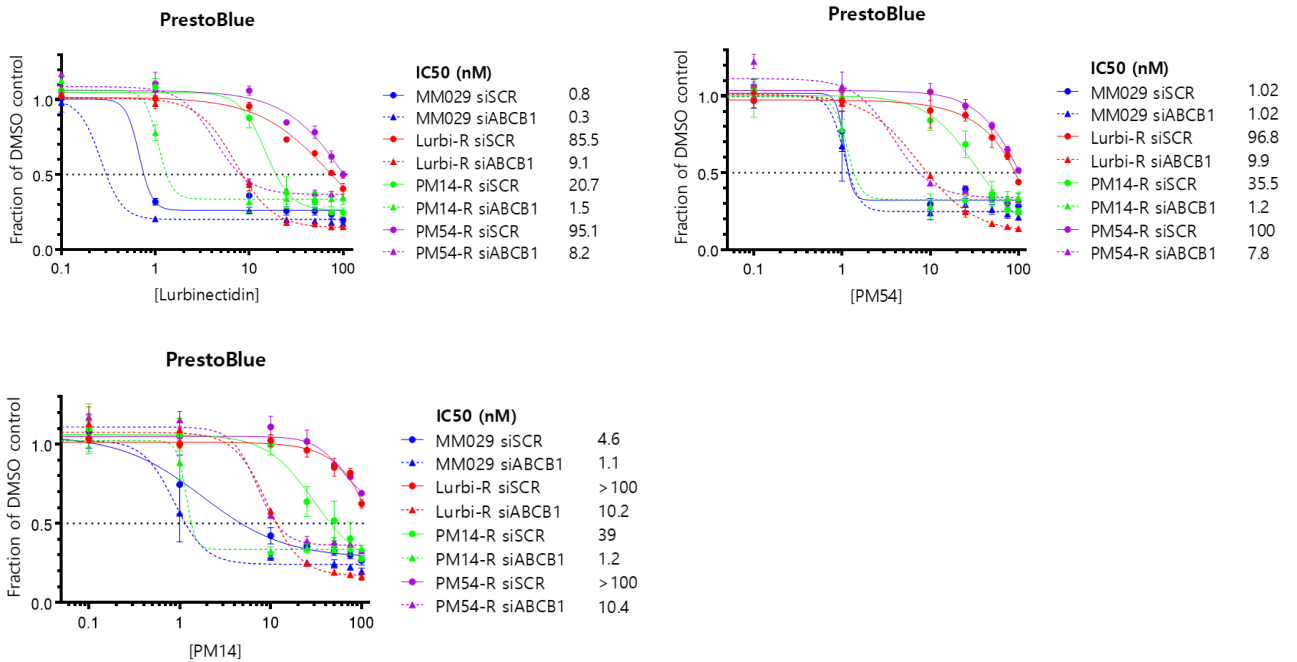 PrestoBlue
Fraction of DMSO control
1.0
0.5
0.0
0.1 1 10 100
[Lurbinectidin]
IC50 (nM)
MM029 siSCR 0.8
MM029 siABCB1 0.3
Lurbi-R siSCR 85.5
Lurbi-R siABCB1 9.1
PM14-R siSCR 20.7
PM14-R siABCB1 1.5
PM54-R siSCR 95.1
PM54-R siABCB1 8.2
PrestoBlue
Fraction of DMSO control
1.0
0.5
0.0
0.1 1 10 100
[PM54]
IC50 (nM)
MM029 siSCR 1.02
MM029 siABCB1 1.02
Lurbi-R siSCR 96.8
Lurbi-R siABCB1 9.9
PM14-R siSCR 35.5
PM14-R siABCB1 1.2
PM54-R siSCR 100
PM54-R siABCB1 7.8
PrestoBlue
Fraction of DMSO control
1.0
0.5
0.0
0.1 1 10 100
[PM14]
IC50 (nM)
MM029 siSCR 4.6
MM029 siABCB1 1.1
Lurbi-R siSCR >100
Lurbi-R siABCB1 10.2
PM14-R siSCR 39
PM14-R siABCB1 1.2
PM54-R siSCR >100
PM54-R siABCB1 10.4